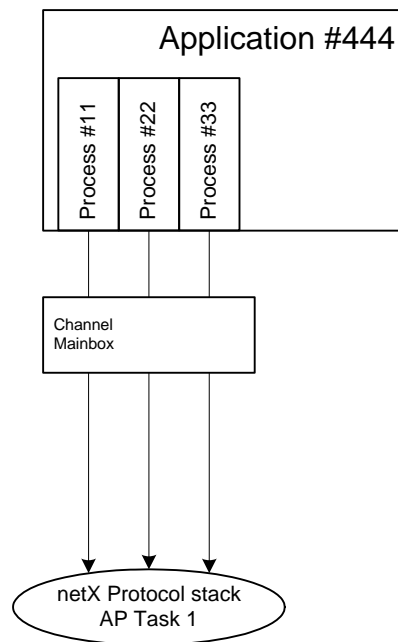 Application #444
Process #11
Process #22
Process #33
Channel
Mainbox
netX Protocol stack
AP Task 1